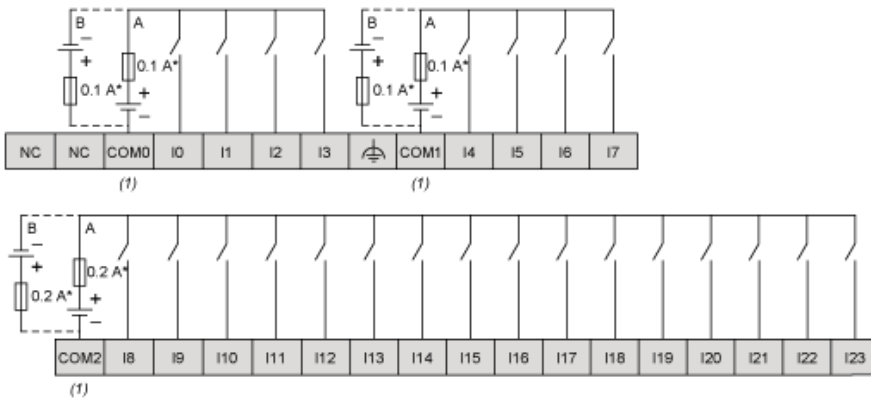 B A B A
− −
+ 0.1 A* + 0.1 A*
0.1 A* + 0.1 A* +
− −
NC NC COM0 I0 I1 I2 I3 COM1 I4 I5 I6 I7
(1) (1)
B A
−
+ 0.2 A*
0.2 A* +
−
COM2 I8 I9 I10 I11 I12 I13 I14 I15 I16 I17 I18 I19 I20 I21 I22 I23
(1)